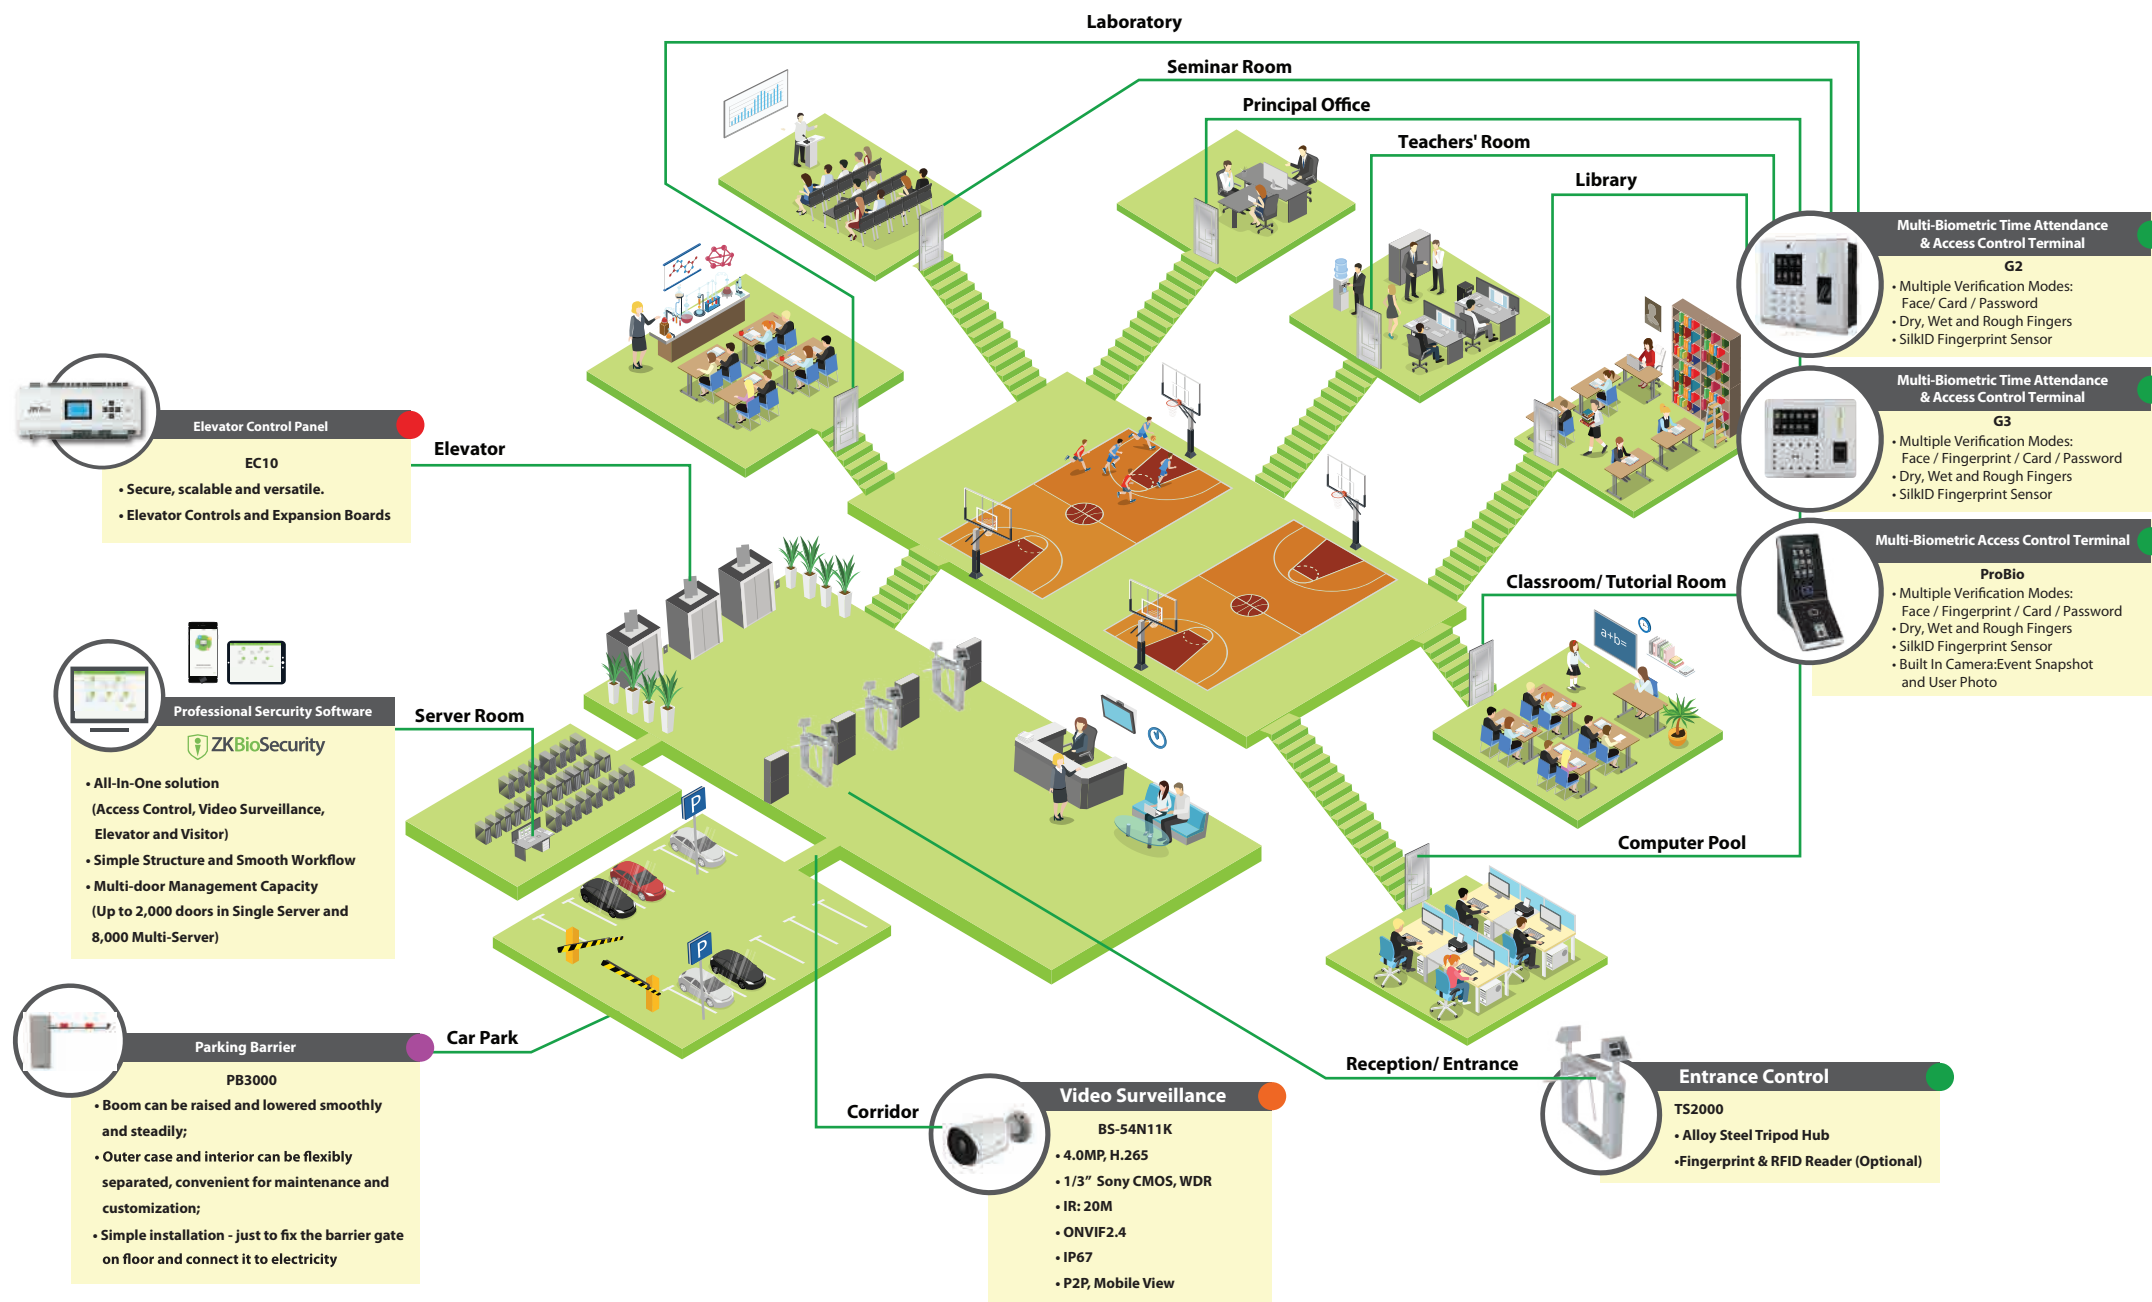 Laboratory
Seminar Room
Principal Office
Teachers' Room
Library
Multi-Biometric Time Attendance
& Access Control Terminal
G2
• Multiple Verification Modes:
Face/ Card / Password
• Dry, Wet and Rough Fingers
• SilkID Fingerprint Sensor
Multi-Biometric Time Attendance
& Access Control Terminal
G3
• Multiple Verification Modes:
Face / Fingerprint / Card / Password
• Dry, Wet and Rough Fingers
• SilkID Fingerprint Sensor
Multi-Biometric Access Control Terminal
ProBio
• Multiple Verification Modes:
Face / Fingerprint / Card / Password
• Dry, Wet and Rough Fingers
• SilkID Fingerprint Sensor
• Built In Camera:Event Snapshot
and User Photo
Elevator Control Panel
EC10
• Secure, scalable and versatile.
• Elevator Controls and Expansion Boards
Elevator
Classroom/ Tutorial Room
a+b=
Professional Sercurity Software
ZKBioSecurity
• All-In-One solution
(Access Control, Video Surveillance,
Elevator and Visitor)
• Simple Structure and Smooth Workflow
• Multi-door Management Capacity
(Up to 2,000 doors in Single Server and
8,000 Multi-Server)
Server Room
P
P
Computer Pool
Parking Barrier
PB3000
• Boom can be raised and lowered smoothly
and steadily;
• Outer case and interior can be flexibly
separated, convenient for maintenance and
customization;
• Simple installation - just to fix the barrier gate
on floor and connect it to electricity
Car Park
Corridor
Video Surveillance
BS-54N11K
• 4.0MP, H.265
• 1/3” Sony CMOS, WDR
• IR: 20M
• ONVIF2.4
• IP67
• P2P, Mobile View
Reception/ Entrance
Entrance Control
TS2000
• Alloy Steel Tripod Hub
•Fingerprint & RFID Reader (Optional)